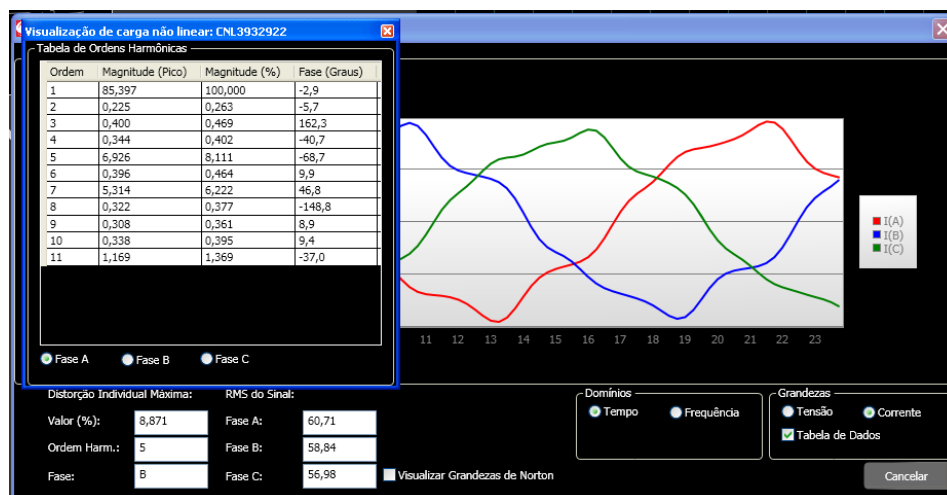 Visualização de carga não linear: CNL3932922
Tabela de Ordens Harmônicas
Ordem Magnitude (Pico) Magnitude (%) Fase (Graus)
1 85,397 100,000 -2,9
2 0,225 0,263 -5,7
3 0,400 0,469 162,3
4 0,344 0,402 -40,7
5 6,926 8,111 -68,7
6 0,396 0,464 9,9
7 5,314 6,222 46,8
8 0,322 0,377 -148,8
9 0,308 0,361 8,9
10 0,338 0,395 9,4
11 1,169 1,369 -37,0
Fase A Fase B Fase C
I(A)
I(B)
I(C)
11 12 13 14 15 16 17 18 19 20 21 22 23
Distorção Individual Máxima: RMS do Sinal:
Valor (%): 8,871 Fase A: 60,71
Ordem Harm.: 5 Fase B: 58,84
Fase: B Fase C: 56,98
Visualizar Grandezas de Norton
Domínios
Tempo Frequência
Grandezas
Tensão Corrente
Tabela de Dados
Cancelar